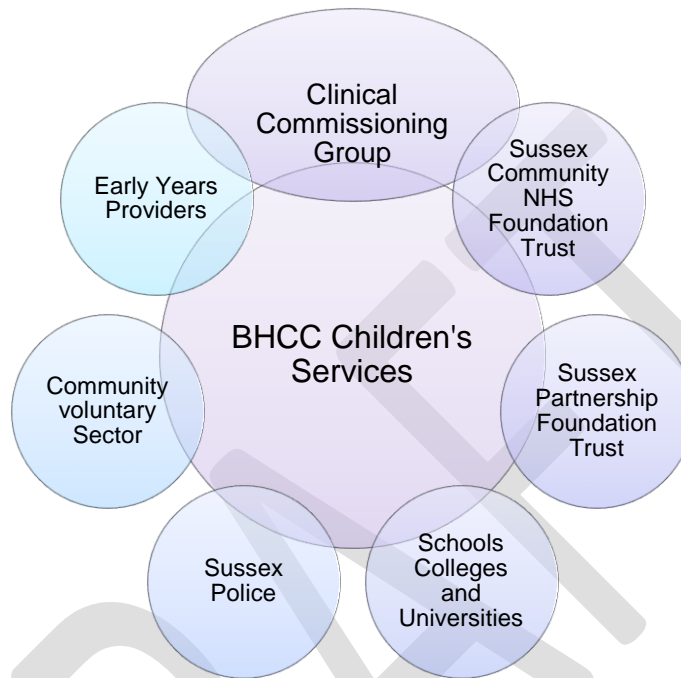 Clinical
Commissioning
Group
Sussex
Community
NHS
Foundation
Trust
Early Years
Providers
BHCC Children's
Services
Sussex
Partnership
Foundation
Trust
Community
voluntary
Sector
Schools
Colleges
and
Universities
Sussex
Police